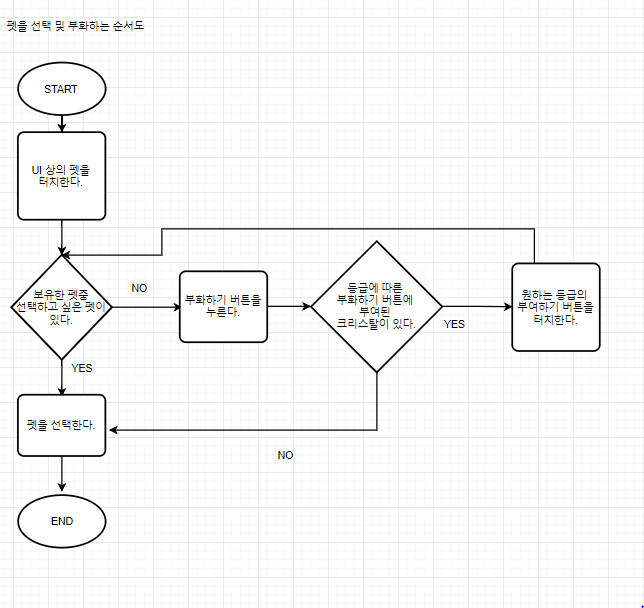 펫을 선택 및 부화하는 순서도
START
UI 상의 펫을
터치한다.
보유한 펫중
선택하고 싶은 펫이
있다.
NO
부화하기 버튼을
누른다.
등급에 따른
부화하기 버튼에
부여된
크리스탈이 있다.
YES
원하는 등급의
부여하기 버튼을
터치한다.
YES
펫을 선택한다.
NO
END